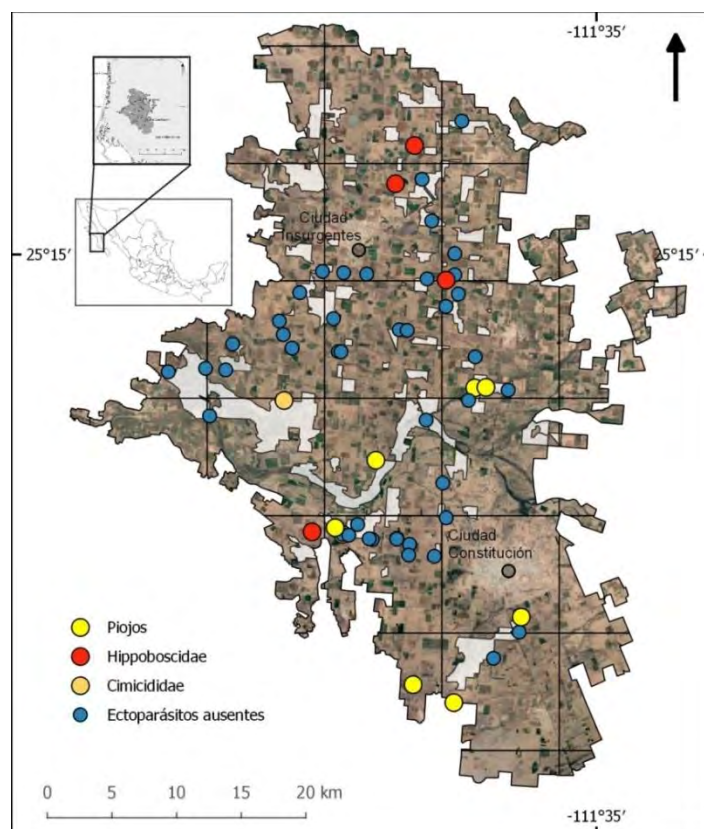 -111°35′
Ciudad
Insurgentes
25°15′
25°15′
Ciudad
Constitución
Piojos
Hippoboscidae
Cimicididae
Ectoparásitos ausentes
0 5 10 15 20 km
-111°35′